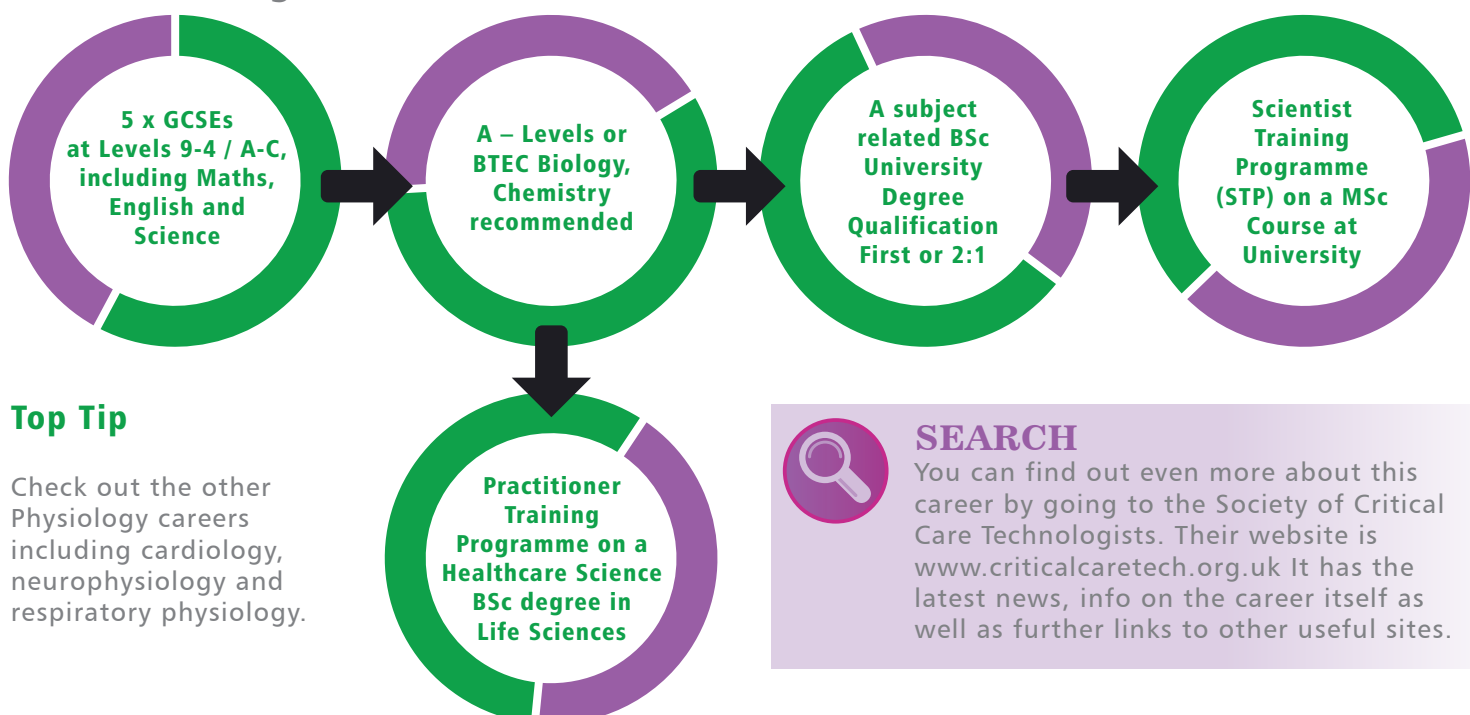 5 x GCSEs
at Levels 9-4 / A-C,
including Maths,
English and
Science
A – Levels or
BTEC Biology,
Chemistry
recommended
A subject
related BSc
University
Degree
Qualification
First or 2:1
Scientist
Training
Programme
(STP) on a MSc
Course at
University
Practitioner
Training
Programme on a
Healthcare Science
BSc degree in
Life Sciences
Top Tip
Check out the other
Physiology careers
including cardiology,
neurophysiology and
respiratory physiology.
SEARCH
You can find out even more about this
career by going to the Society of Critical
Care Technologists. Their website is
www.criticalcaretech.org.uk It has the
latest news, info on the career itself as
well as further links to other useful sites.